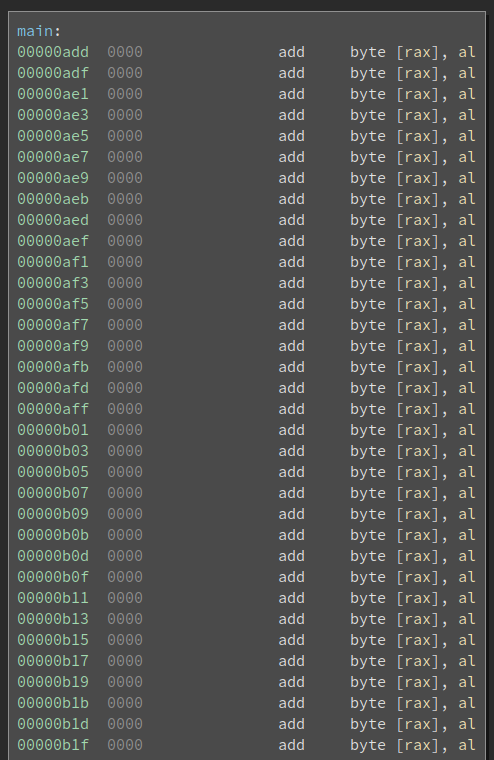 main:
00000add 0000 add byte [rax], al
00000adf 0000 add byte [rax], al
00000ae1 0000 add byte [rax], al
00000ae3 0000 add byte [rax], al
00000ae5 0000 add byte [rax], al
00000ae7 0000 add byte [rax], al
00000ae9 0000 add byte [rax], al
00000aeb 0000 add byte [rax], al
00000aed 0000 add byte [rax], al
00000aef 0000 add byte [rax], al
00000af1 0000 add byte [rax], al
00000af3 0000 add byte [rax], al
00000af5 0000 add byte [rax], al
00000af7 0000 add byte [rax], al
00000af9 0000 add byte [rax], al
00000afb 0000 add byte [rax], al
00000afd 0000 add byte [rax], al
00000aff 0000 add byte [rax], al
00000b01 0000 add byte [rax], al
00000b03 0000 add byte [rax], al
00000b05 0000 add byte [rax], al
00000b07 0000 add byte [rax], al
00000b09 0000 add byte [rax], al
00000b0b 0000 add byte [rax], al
00000b0d 0000 add byte [rax], al
00000b0f 0000 add byte [rax], al
00000b11 0000 add byte [rax], al
00000b13 0000 add byte [rax], al
00000b15 0000 add byte [rax], al
00000b17 0000 add byte [rax], al
00000b19 0000 add byte [rax], al
00000b1b 0000 add byte [rax], al
00000b1d 0000 add byte [rax], al
00000b1f 0000 add byte [rax], al